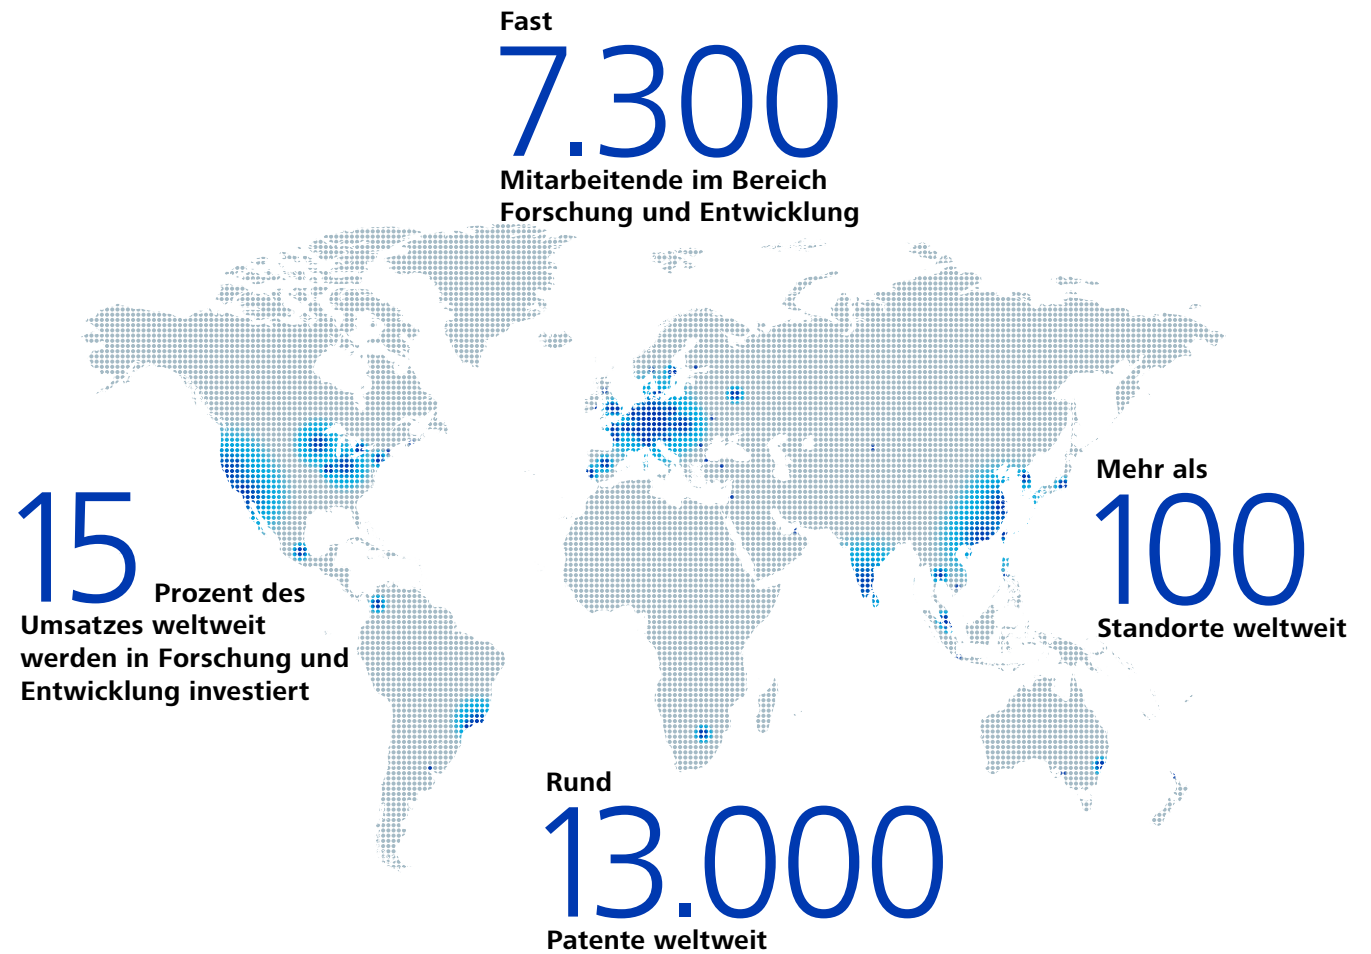 Fast
7.300
Mitarbeitende im Bereich
Forschung und Entwicklung
15
Prozent des
Umsatzes weltweit
werden in Forschung und
Entwicklung investiert
Mehr als
100
Standorte weltweit
Rund
13.000
Patente weltweit